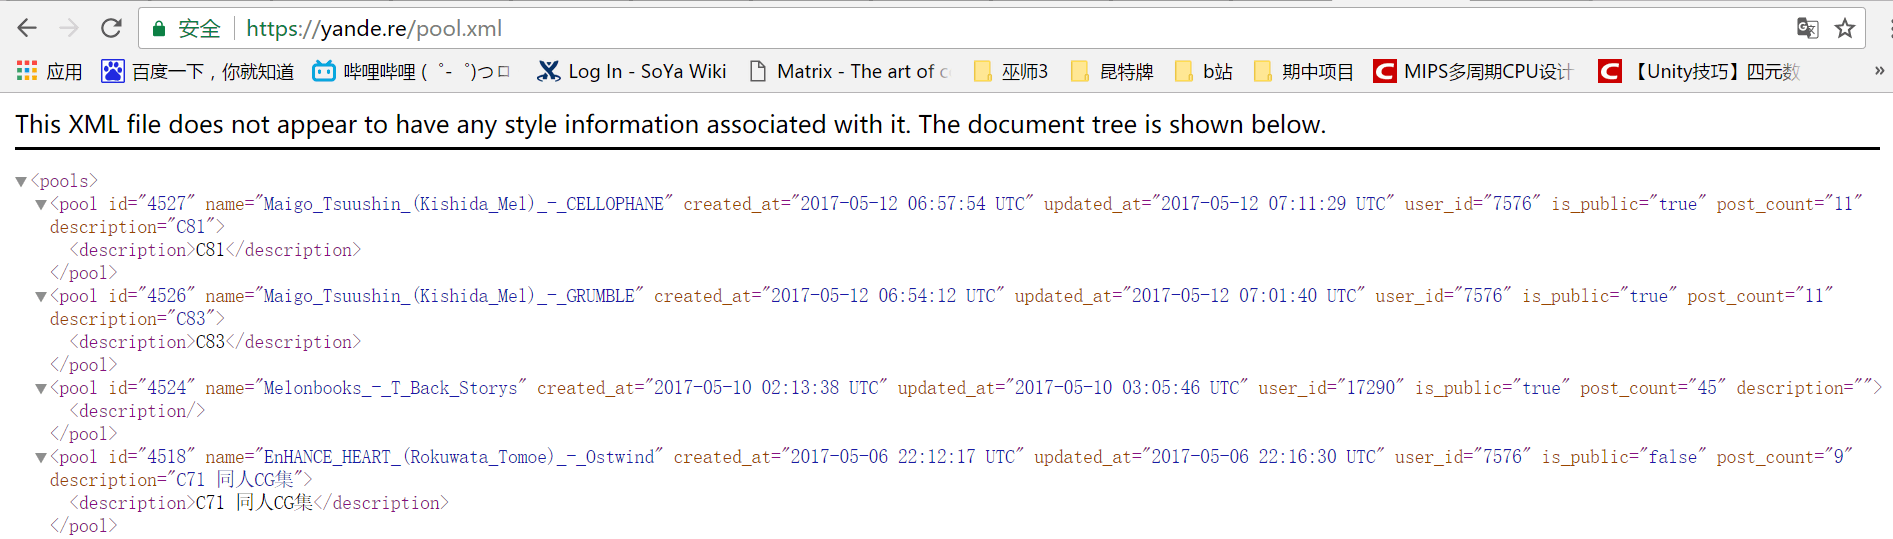 安全 https://yande.re/pool.xml
应用 百度一下，你就知道 哔哩哔哩 ( ゜- ゜)つロ Log In - SoYa Wiki Matrix - The art of c 巫师3 昆特牌 b站 期中项目 MIPS多周期CPU设计 【Unity技巧】四元数 »
This XML file does not appear to have any style information associated with it. The document tree is shown below.
▼<pools>
▼<pool id="4527" name="Maigo_Tsuushin_(Kishida_Mel)_-_CELLOPHANE" created_at="2017-05-12 06:57:54 UTC" updated_at="2017-05-12 07:11:29 UTC" user_id="7576" is_public="true" post_count="11"
description="C81">
<description>C81</description>
</pool>
▼<pool id="4526" name="Maigo_Tsuushin_(Kishida_Mel)_-_GRUMBLE" created_at="2017-05-12 06:54:12 UTC" updated_at="2017-05-12 07:01:40 UTC" user_id="7576" is_public="true" post_count="11"
description="C83">
<description>C83</description>
</pool>
▼<pool id="4524" name="Melonbooks_-_T_Back_Storys" created_at="2017-05-10 02:13:38 UTC" updated_at="2017-05-10 03:05:46 UTC" user_id="17290" is_public="true" post_count="45" description="">
<description/>
</pool>
▼<pool id="4518" name="EnHANCE_HEART_(Rokuwata_Tomoe)_-_Ostwind" created_at="2017-05-06 22:12:17 UTC" updated_at="2017-05-06 22:16:30 UTC" user_id="7576" is_public="false" post_count="9"
description="C71 同人CG集">
<description>C71 同人CG集</description>
</pool>